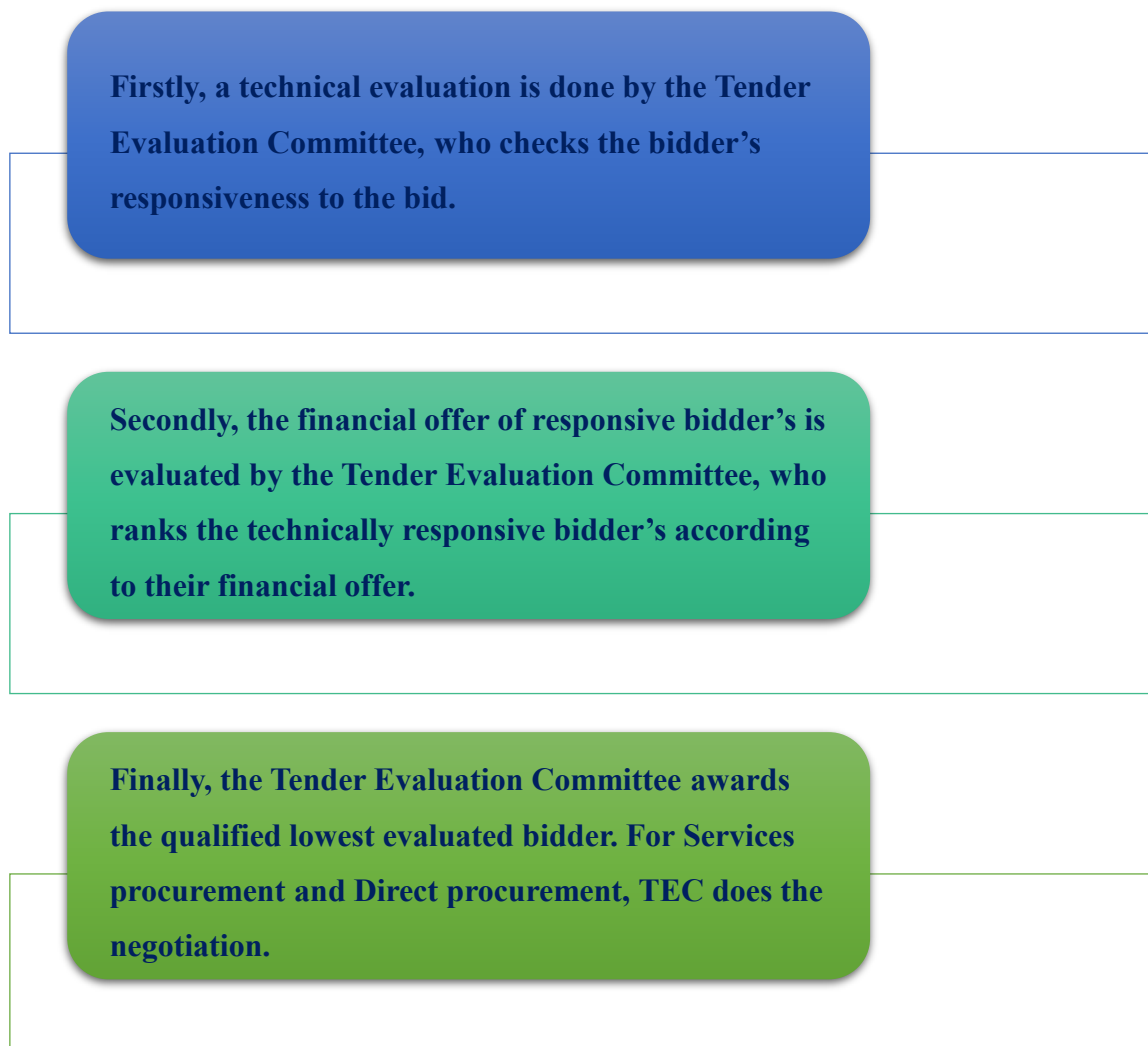 Firstly, a technical evaluation is done by the Tender
Evaluation Committee, who checks the bidder’s
responsiveness to the bid.
Secondly, the financial offer of responsive bidder’s is
evaluated by the Tender Evaluation Committee, who
ranks the technically responsive bidder’s according
to their financial offer.
Finally, the Tender Evaluation Committee awards
the qualified lowest evaluated bidder. For Services
procurement and Direct procurement, TEC does the
negotiation.